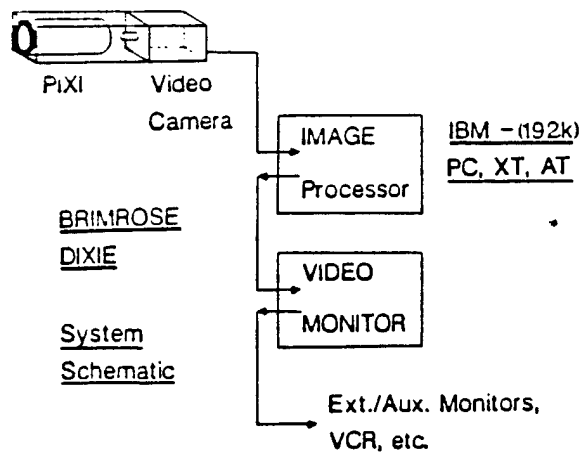 PiXI
Video
Camera
IMAGE
Processor
IBM - (192k)
PC, XT, AT
BRIMROSE
DIXIE
VIDEO
MONITOR
System
Schematic
Ext./Aux. Monitors,
VCR, etc.